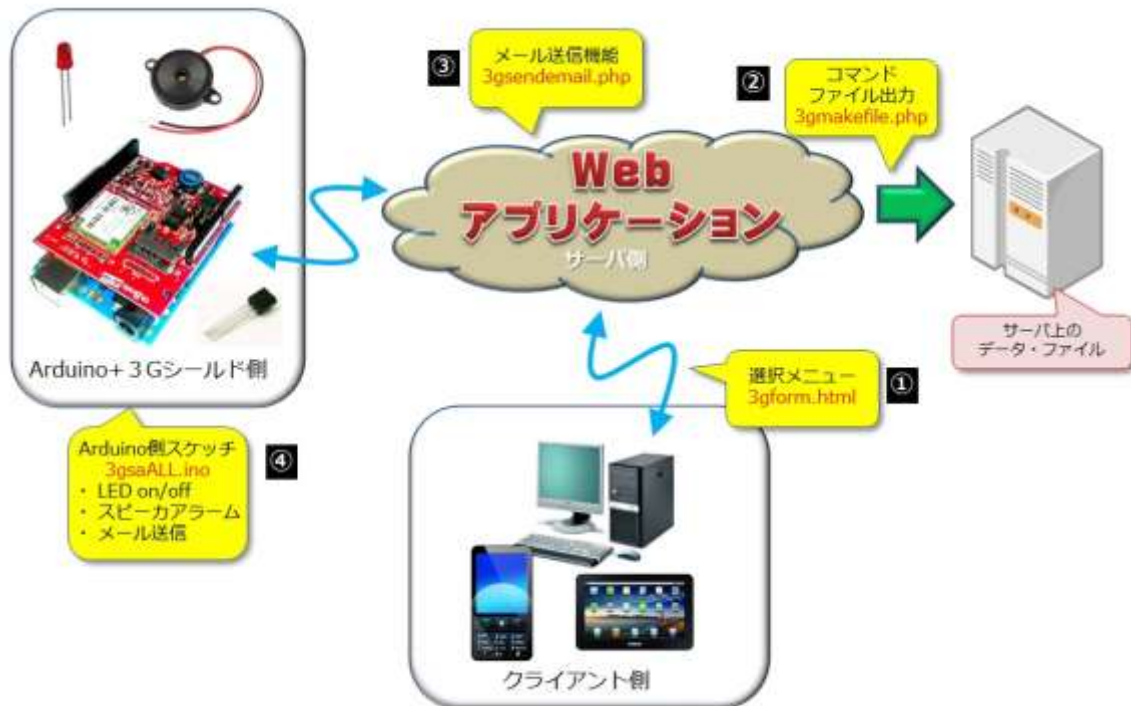 ③
メール送信機能
3gsendemail.php
②
コマンド
ファイル出力
3gmakefile.php
Web
アプリケーション
サーバ側
サーバ上の
データ・ファイル
Arduino+３Gシールド側
選択メニュー
3gform.html
①
Arduino側スケッチ
3gsaALL.ino
・ LED on/off
・ スピーカアラーム
・ メール送信
④
クライアント側